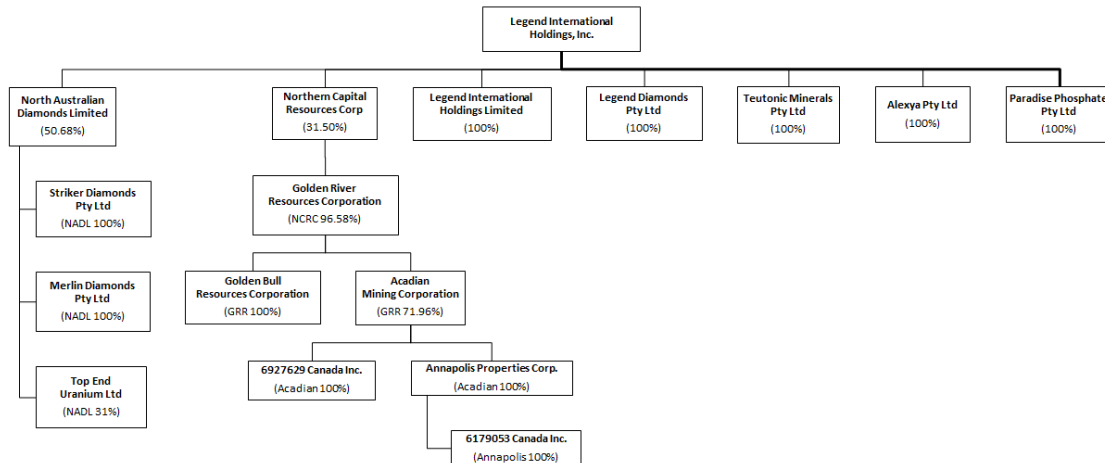 Legend International
Holdings, Inc.
North Australian
Diamonds Limited
(50.68%)
Northern Capital
Resources Corp
(31.50%)
Legend International
Holdings Limited
(100%)
Legend Diamonds
Pty Ltd
(100%)
Teutonic Minerals
Pty Ltd
(100%)
Alexya Pty Ltd
(100%)
Paradise Phosphate
Pty Ltd
(100%)
Striker Diamonds
Pty Ltd
(NADL 100%)
Golden River
Resources Corporation
(NCRC 96.58%)
Merlin Diamonds
Pty Ltd
(NADL 100%)
Golden Bull
Resources Corporation
(GRR 100%)
Acadian
Mining Corporation
(GRR 71.96%)
Top End
Uranium Ltd
(NADL 31%)
6927629 Canada Inc.
(Acadian 100%)
Annapolis Properties Corp.
(Acadian 100%)
6179053 Canada Inc.
(Annapolis 100%)